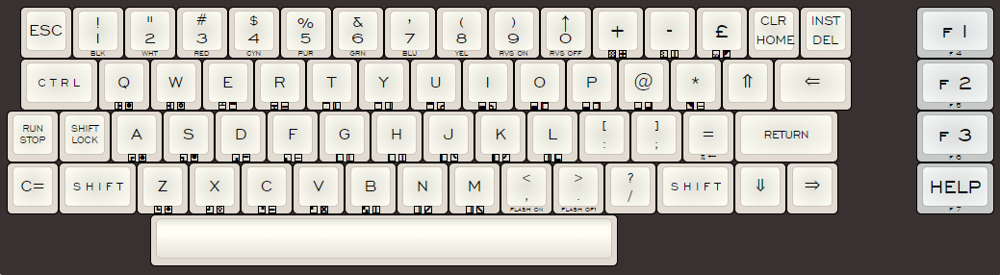 ESC ! 1 BLK " 2 WHT # 3 RED $ 4 CYN % 5 PUR & 6 GRN ' 7 BLU ( 8 YEL ) 9 RVS ON ↑ 0 RVS OFF + - £ CLR HOME INST DEL F 1 F 4
CTRL Q W E R T Y U I O P @ * ⇑ ⇐ F 2 F 5
RUN STOP SHIFT LOCK A S D F G H J K L [ : ] ; = π ← RETURN F 3 F 6
C= SHIFT Z X C V B N M < , FLASH ON > . FLASH OFF ? / SHIFT ⇓ ⇒ HELP F 7